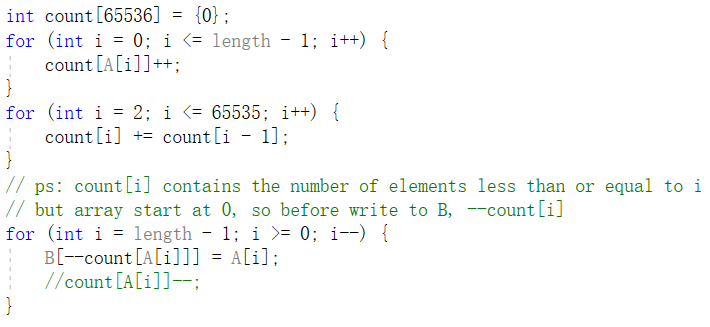 int count[65536] = {0};
for (int i = 0; i <= length - 1; i++) {
    count[A[i]]++;
}
for (int i = 2; i <= 65535; i++) {
    count[i] += count[i - 1];
}
// ps: count[i] contains the number of elements less than or equal to i
// but array start at 0, so before write to B, --count[i]
for (int i = length - 1; i >= 0; i--) {
    B[--count[A[i]]] = A[i];
    //count[A[i]]--;
}